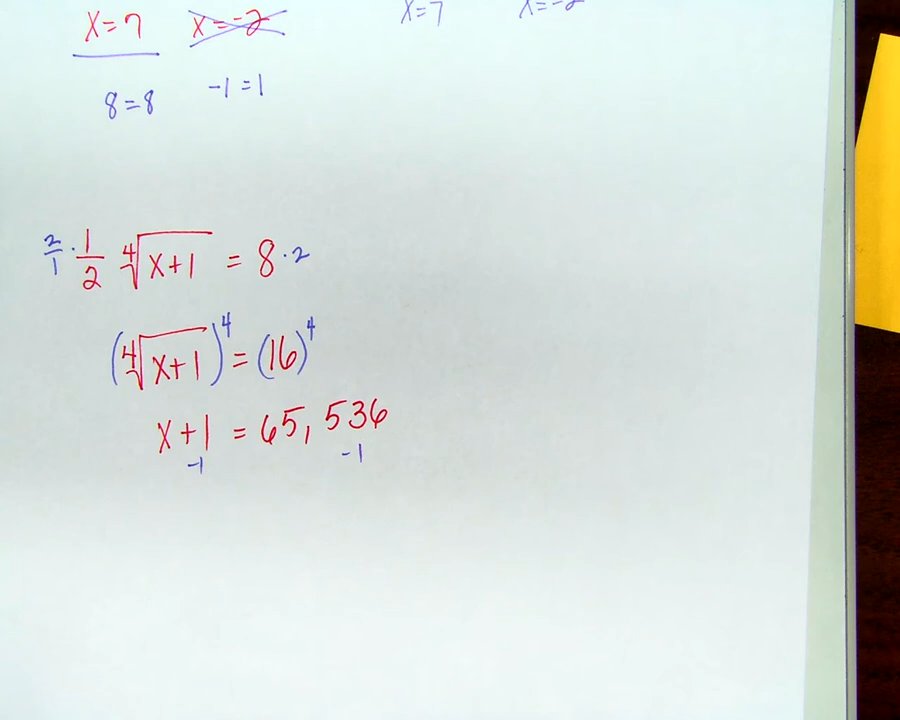 x=7 x=-2 x=7 x=-2
8=8 -1=1
2/1 · 1/2 ∜(x+1) = 8 · 2
(∜(x+1))^4 = (16)^4
x+1 = 65,536
-1 -1